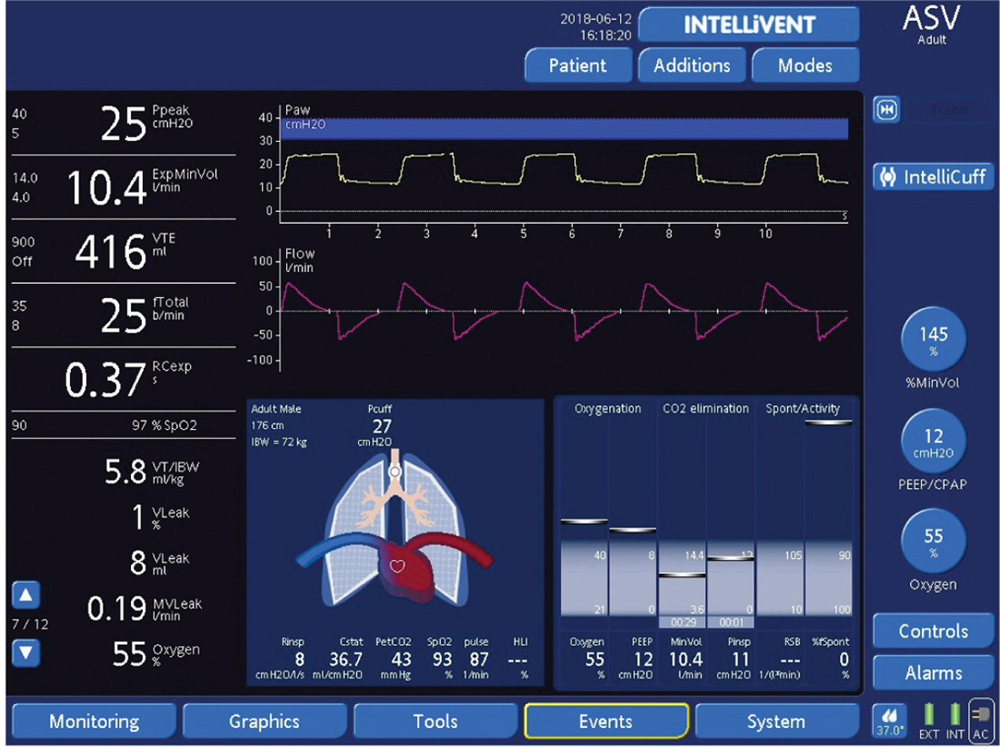 2018-06-12
16:18:20
INTELLiVENT
ASV
Adult
Patient
Additions
Modes
40
5
25
Ppeak
cmH2O
14.0
4.0
10.4
ExpMinVol
l/min
900
Off
416
VTE
ml
35
8
25
fTotal
b/min
0.37
RCexp
s
90
97 % SpO2
5.8
VT/IBW
ml/kg
1
VLeak
%
8
VLeak
ml
7 / 12
0.19
MVLeak
l/min
55
Oxygen
%
Paw
cmH2O
40
30
20
10
0
s
1 2 3 4 5 6 7 8 9 10
Flow
l/min
100
50
0
-50
-100
Adult Male
176 cm
IBW = 72 kg
Pcuff
27
cmH2O
Rinsp Cstat PetCO2 SpO2 pulse HLI
8 36.7 43 93 87 ---
cmH2O/l/s ml/cmH2O mmHg % 1/min %
Oxygenation CO2 elimination Spont/Activity
40 8 14.4 12 105 90
21 0 3.6 0 10 100
00:29 00:01
Oxygen PEEP MinVol Pinsp RSB %fSpont
55 12 10.4 11 --- 0
% cmH2O l/min cmH2O 1/(l*min) %
Trend
IntelliCuff
145
%
%MinVol
12
cmH2O
PEEP/CPAP
55
%
Oxygen
Controls
Alarms
Monitoring
Graphics
Tools
Events
System
37.0°
EXT INT AC